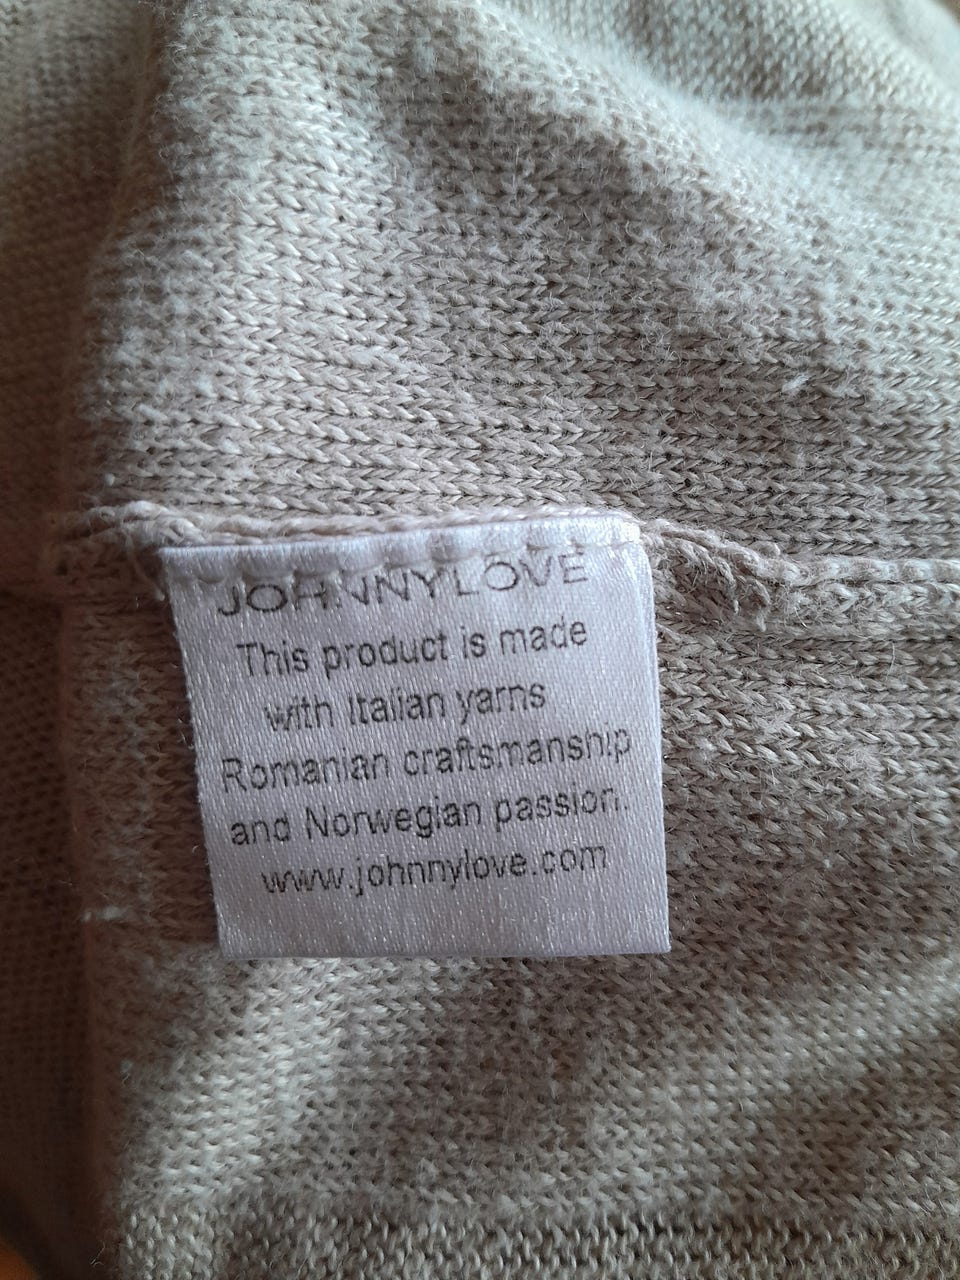 JOHNNYLOVE
This product is made
with Italian yarns
Romanian craftsmanship
and Norwegian passion.
www.johnnylove.com